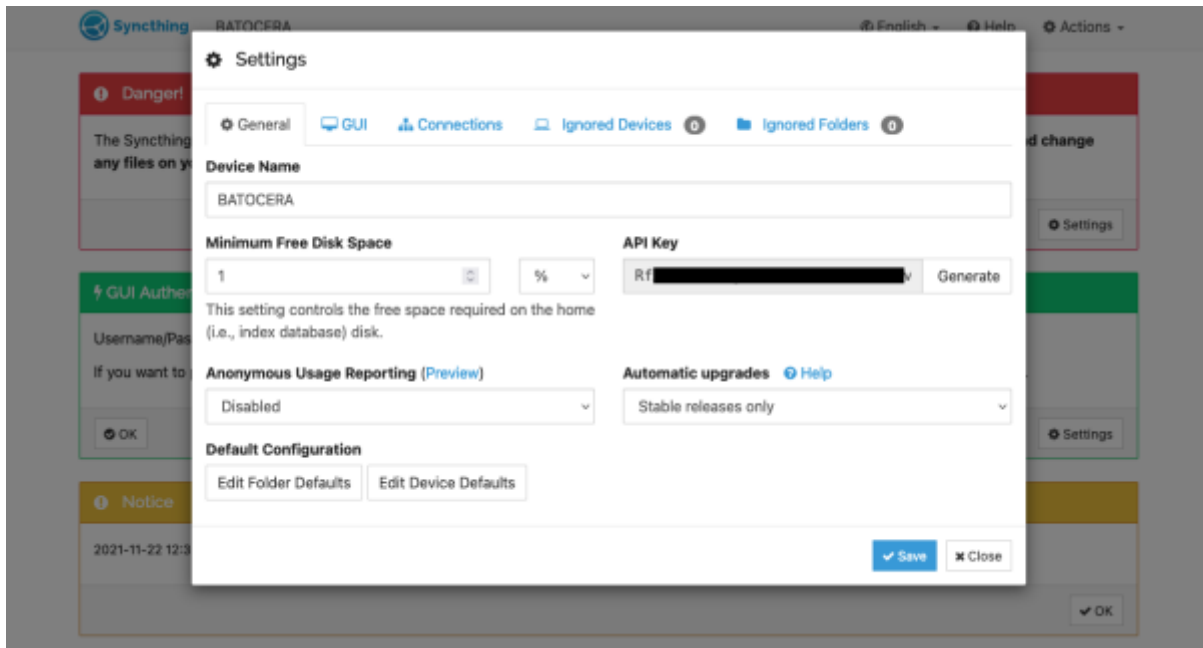 Syncthing BATOCERA English Help Actions
Settings
Danger!
General GUI Connections Ignored Devices 0 Ignored Folders 0
The Syncthing change
any files on
Device Name
BATOCERA
Settings
Minimum Free Disk Space API Key
1 % Rf Generate
GUI
This setting controls the free space required on the home
(i.e., index database) disk.
If you want to
Anonymous Usage Reporting (Preview) Automatic upgrades Help
Disabled Stable releases only
OK Settings
Default Configuration
Edit Folder Defaults Edit Device Defaults
Notice
2021-11-22 12:3
Save Close
OK